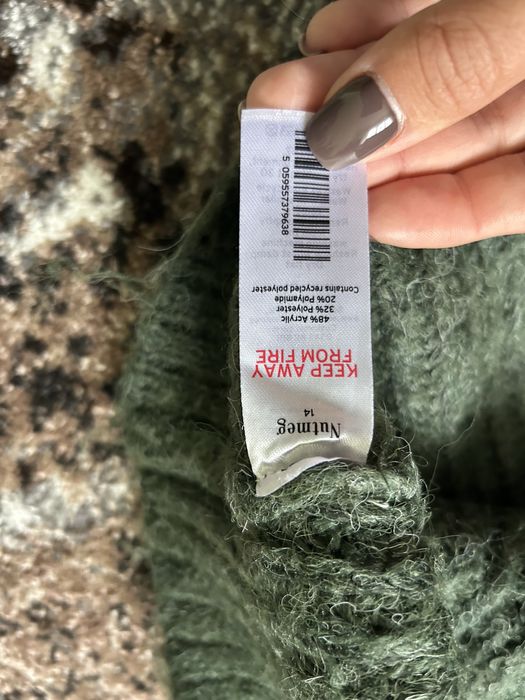 Nutmeg
14
KEEP AWAY
FROM FIRE
48% Acrylic
32% Polyester
20% Polyamide
Contains recycled polyester
5 059557379638